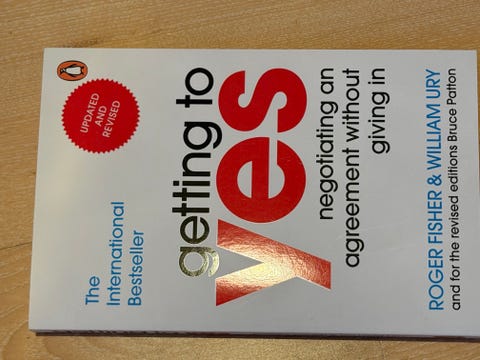 UPDATED
AND
REVISED
The
International
Bestseller
getting to
yes
negotiating an
agreement without
giving in
ROGER FISHER & WILLIAM URY
and for the revised editions Bruce Patton